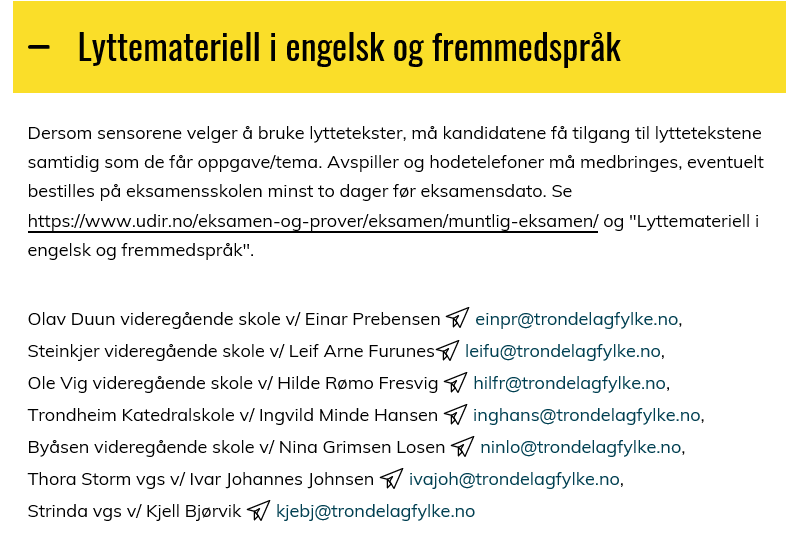 Lyttemateriell i engelsk og fremmedspråk
Dersom sensorene velger å bruke lyttetekster, må kandidatene få tilgang til lyttetekstene
samtidig som de får oppgave/tema. Avspiller og hodetelefoner må medbringes, eventuelt
bestilles på eksamensskolen minst to dager før eksamensdato. Se
https://www.udir.no/eksamen-og-prover/eksamen/muntlig-eksamen/ og "Lyttemateriell i
engelsk og fremmedspråk".
Olav Duun videregående skole v/ Einar Prebensen einpr@trondelagfylke.no,
Steinkjer videregående skole v/ Leif Arne Furunes leifu@trondelagfylke.no,
Ole Vig videregående skole v/ Hilde Rømo Fresvig hilfr@trondelagfylke.no,
Trondheim Katedralskole v/ Ingvild Minde Hansen inghans@trondelagfylke.no,
Byåsen videregående skole v/ Nina Grimsen Losen ninlo@trondelagfylke.no,
Thora Storm vgs v/ Ivar Johannes Johnsen ivajoh@trondelagfylke.no,
Strinda vgs v/ Kjell Bjørvik kjebj@trondelagfylke.no